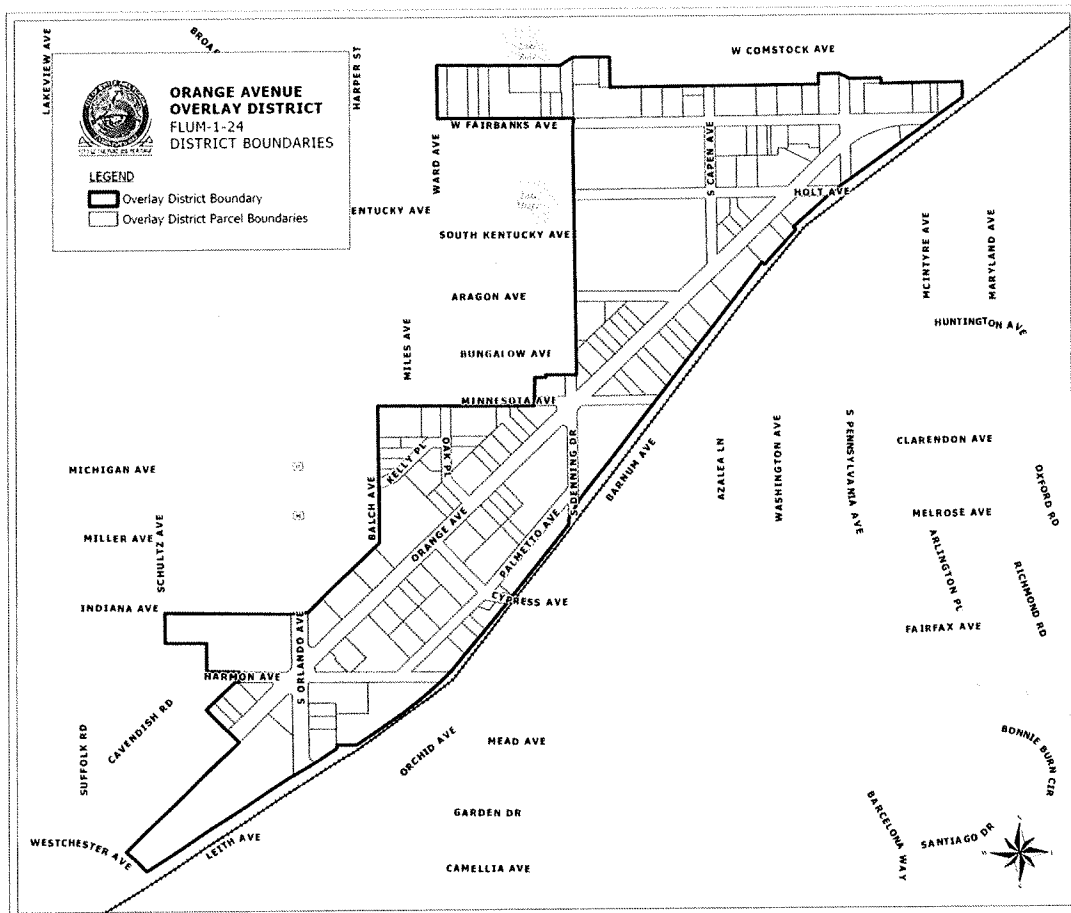 LAKEVIEW AVE
HARPER ST
W COMSTOCK AVE
ORANGE AVENUE
OVERLAY DISTRICT
FLUM-1-24
DISTRICT BOUNDARIES
LEGEND
Overlay District Boundary
Overlay District Parcel Boundaries
W FAIRBANKS AVE
WARD AVE
S CAPEN AVE
HOLT AVE
ENTUCKY AVE
SOUTH KENTUCKY AVE
MCINTYRE AVE
MARYLAND AVE
ARAGON AVE
HUNTINGTON AVE
MILES AVE
BUNGALOW AVE
MINNESOTA AVE
MICHIGAN AVE
KELLY PL
OAK PL
S DENNING DR
BARNUM AVE
AZALEA LN
WASHINGTON AVE
S PENNSYLVANIA AVE
CLARENDON AVE
OXFORD RD
BALCH AVE
ORANGE AVE
PALMETTO AVE
MELROSE AVE
MILLER AVE
SCHULTZ AVE
ARLINGTON PL
RICHMOND RD
INDIANA AVE
CYPRESS AVE
FAIRFAX AVE
S ORLANDO AVE
HARMON AVE
SUFFOLK RD
CAVENDISH RD
ORCHID AVE
MEAD AVE
BONNIE BURN CIR
GARDEN DR
BARCELONA WAY
SANTIAGO DR
WESTCHESTER AVE
LEITH AVE
CAMELLIA AVE